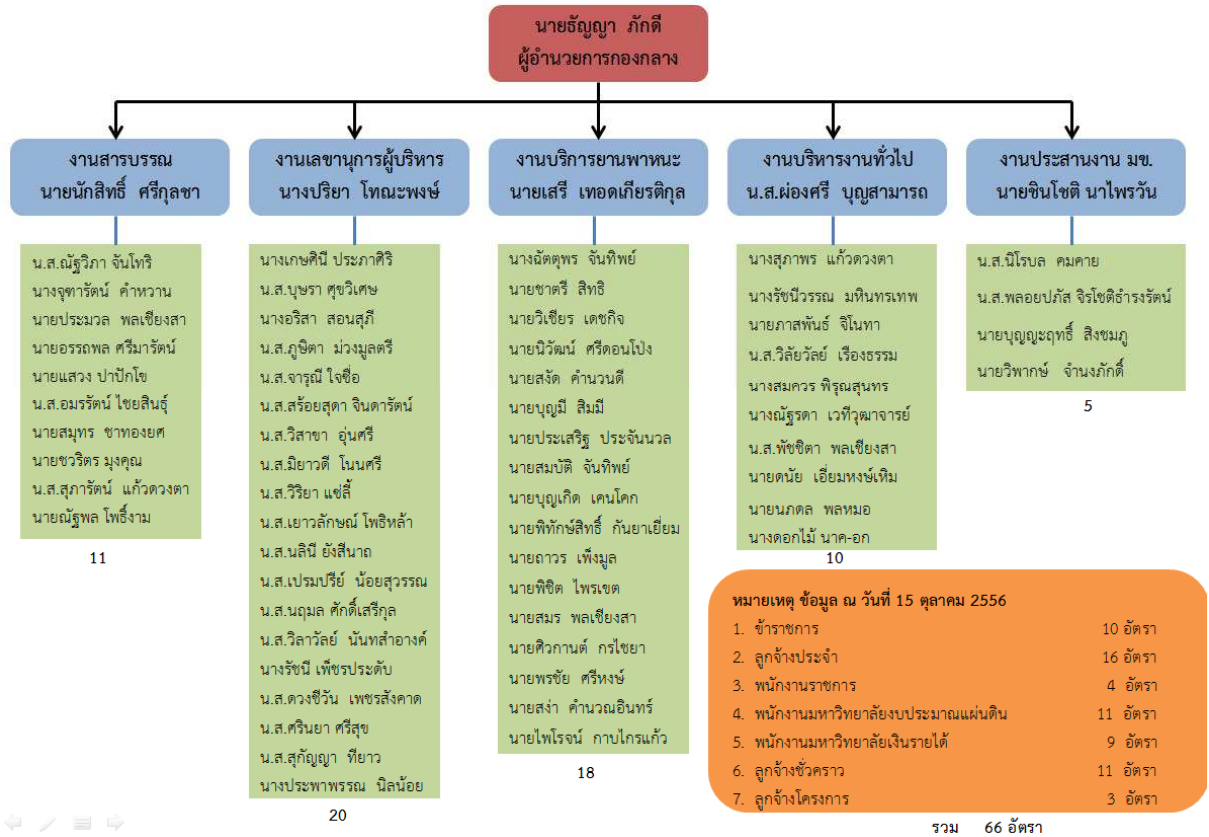 นายธัญญา ภักดี
ผู้อำนวยการกองกลาง
งานสารบรรณ
นายนักสิทธิ์ ศรีกุลชา
น.ส.ณัฐวิภา จันโทริ
นางจุฑารัตน์ คำหวาน
นายประมวล พลเชียงสา
นายอรรถพล ศรีมารัตน์
นายแสวง ปาปักโข
น.ส.อมรรัตน์ ไชยสินธุ์
นายสมุทร ชาทองยศ
นายชวริตร มุงคุณ
น.ส.สุภารัตน์ แก้วดวงตา
นายณัฐพล โพธิ์งาม
11
งานเลขานุการผู้บริหาร
นางปริยา โทณะพงษ์
นางเกษศินี ประภาศิริ
น.ส.บุษรา ศุขวิเศษ
นางอริสา สอนสุภี
น.ส.ภูษิตา ม่วงมูลตรี
น.ส.จารุณี ใจซื่อ
น.ส.สร้อยสุดา จินดารัตน์
น.ส.วิสาขา อุ่นศรี
น.ส.มิยาวดี โนนศรี
น.ส.วิริยา แซ่ลี้
น.ส.เยาวลักษณ์ โพธิหล้า
น.ส.นลินี ยังสีนาถ
น.ส.เปรมปรีย์ น้อยสุวรรณ
น.ส.นฤมล ศักดิ์เสรีกุล
น.ส.วิลาวัลย์ นันทสำอางค์
นางรัชนี เพ็ชรประดับ
น.ส.ดวงชีวัน เพชรสังคาด
น.ส.ศรินยา ศรีสุข
น.ส.สุกัญญา ทียาว
นางประพาพรรณ นิลน้อย
20
งานบริการยานพาหนะ
นายเสรี เทอดเกียรติกุล
นางฉัตตุพร จันทิพย์
นายชาตรี สิทธิ
นายวิเชียร เดชกิจ
นายนิวัฒน์ ศรีดอนโป่ง
นายสงัด คำนวนดี
นายบุญมี สิมมี
นายประเสริฐ ประจันนวล
นายสมบัติ จันทิพย์
นายบุญเกิด เคนโคก
นายพิทักษ์สิทธิ์ กันยาเยี่ยม
นายถาวร เพ็งมูล
นายพิชิต ไพรเขต
นายสมร พลเชียงสา
นายศิวกานต์ กรไชยา
นายพรชัย ศรีหงษ์
นายสง่า คำนวณอินทร์
นายไพโรจน์ กาบไกรแก้ว
18
งานบริหารงานทั่วไป
น.ส.ผ่องศรี บุญสามารถ
นางสุภาพร แก้วดวงตา
นางรัชนีวรรณ มหินทรเทพ
นายภาสพันธ์ จิโนทา
น.ส.วิลัยวัลย์ เรืองธรรม
นางสมควร พิรุณสุนทร
นางณัฐรดา เวทีวุฒาจารย์
น.ส.พัชชิตา พลเชียงสา
นายดนัย เอี่ยมหงษ์เหิม
นายนภดล พลหมอ
นางดอกไม้ นาค-อก
10
งานประสานงาน มข.
นายชินโชติ นาไพรวัน
น.ส.นิโรบล คมคาย
น.ส.พลอยปภัส จิรโชติธำรงรัตน์
นายบุญญะฤทธิ์ สิงชมภู
นายวิพากษ์ จำนงภักดิ์
5
หมายเหตุ ข้อมูล ณ วันที่ 15 ตุลาคม 2556
1. ข้าราชการ 10 อัตรา
2. ลูกจ้างประจำ 16 อัตรา
3. พนักงานราชการ 4 อัตรา
4. พนักงานมหาวิทยาลัยงบประมาณแผ่นดิน 11 อัตรา
5. พนักงานมหาวิทยาลัยเงินรายได้ 9 อัตรา
6. ลูกจ้างชั่วคราว 11 อัตรา
7. ลูกจ้างโครงการ 3 อัตรา
รวม 66 อัตรา